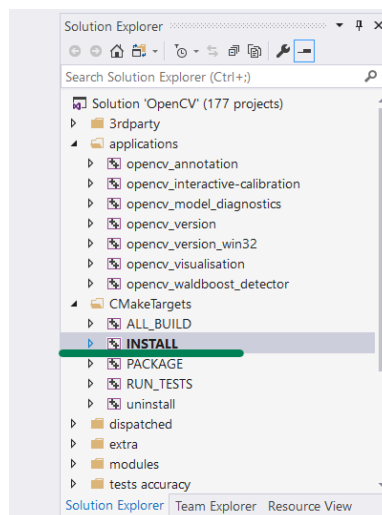 Solution Explorer
Search Solution Explorer (Ctrl+;)
Solution 'OpenCV' (177 projects)
3rdparty
applications
opencv_annotation
opencv_interactive-calibration
opencv_model_diagnostics
opencv_version
opencv_version_win32
opencv_visualisation
opencv_waldboost_detector
CMakeTargets
ALL_BUILD
INSTALL
PACKAGE
RUN_TESTS
uninstall
dispatched
extra
modules
tests accuracy
Solution Explorer Team Explorer Resource View